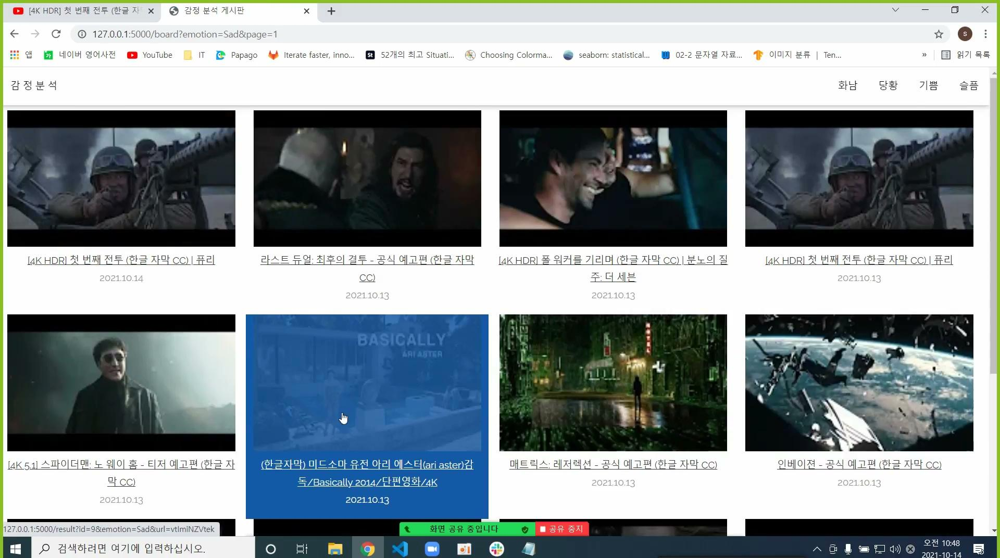 [4K HDR] 첫 번째 전투 (한글 자
감정 분석 게시판
127.0.0.1:5000/board?emotion=Sad&page=1
S
앱
네이버 영어사전
YouTube
IT
Papago
Iterate faster, inno...
52개의 최고 Situati...
Choosing Colorma...
seaborn: statistical...
02-2 문자열 자료...
이미지 분류 | Ten...
»
읽기 목록
감정분석
화남
당황
기쁨
슬픔
[4K HDR] 첫 번째 전투 (한글 자막 CC) | 퓨리
2021.10.14
라스트 듀얼: 최후의 결투 - 공식 예고편 (한글 자막
CC)
2021.10.13
[4K HDR] 폴 워커를 기리며 (한글 자막 CC) | 분노의 질
주: 더 세븐
2021.10.13
[4K HDR] 첫 번째 전투 (한글 자막 CC) | 퓨리
2021.10.13
BASICALLY
ARI ASTER
[4K 5.1] 스파이더맨: 노 웨이 홈 - 티저 예고편 (한글 자
막 CC)
2021.10.13
(한글자막) 미드소마 유전 아리 에스터(ari aster)감
독/Basically 2014/단편영화/4K
2021.10.13
매트릭스: 레저렉션 - 공식 예고편 (한글 자막 CC)
2021.10.13
인베이젼 - 공식 예고편 (한글 자막 CC)
2021.10.13
127.0.0.1:5000/result?id=9&emotion=Sad&url=vtImiNZVtek
화면 공유 중입니다
공유 중지
검색하려면 여기에 입력하십시오.
오전 10:48
2021-10-14